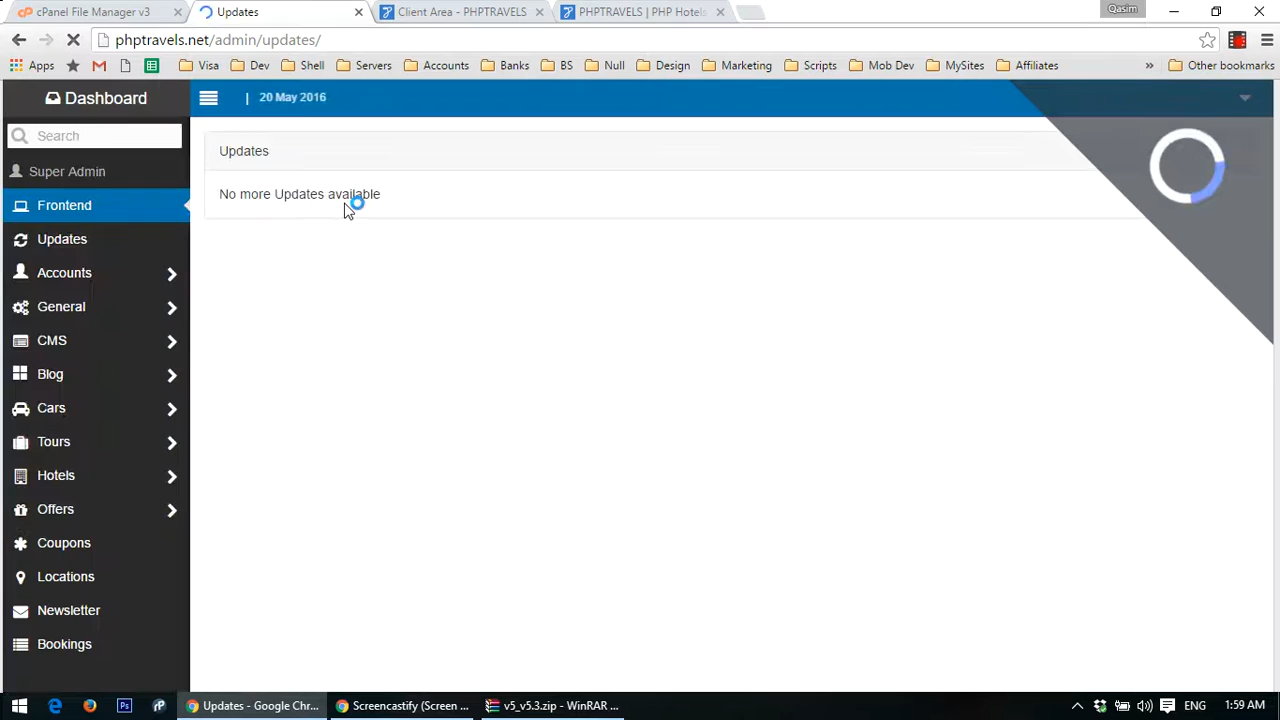 cPanel File Manager v3
Updates
Client Area - PHPTRAVELS
PHPTRAVELS | PHP Hotels
Qasim
phptravels.net/admin/updates/
Apps
Visa
Dev
Shell
Servers
Accounts
Banks
BS
Null
Design
Marketing
Scripts
Mob Dev
MySites
Affiliates
»
Other bookmarks
Dashboard
| 20 May 2016
Search
Updates
Super Admin
No more Updates available
Frontend
Updates
Accounts
General
CMS
Blog
Cars
Tours
Hotels
Offers
Coupons
Locations
Newsletter
Bookings
Ps
Updates - Google Chr...
Screencastify (Screen ...
v5_v5.3.zip - WinRAR ...
ENG
1:59 AM